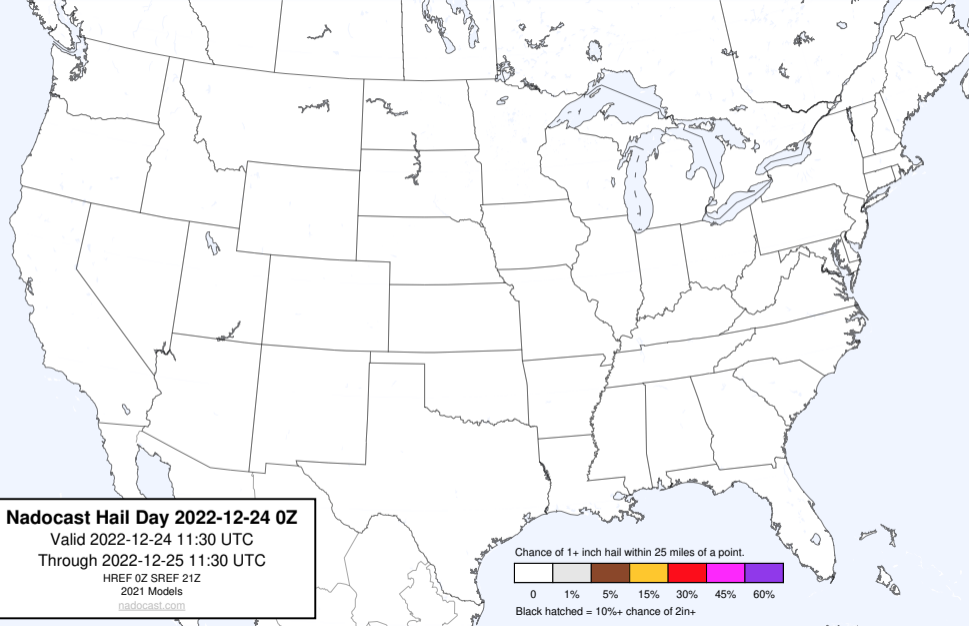 Nadocast Hail Day 2022-12-24 0Z
Valid 2022-12-24 11:30 UTC
Through 2022-12-25 11:30 UTC
HREF 0Z SREF 21Z
2021 Models
nadocast.com
Chance of 1+ inch hail within 25 miles of a point.
0 1% 5% 15% 30% 45% 60%
Black hatched = 10%+ chance of 2in+